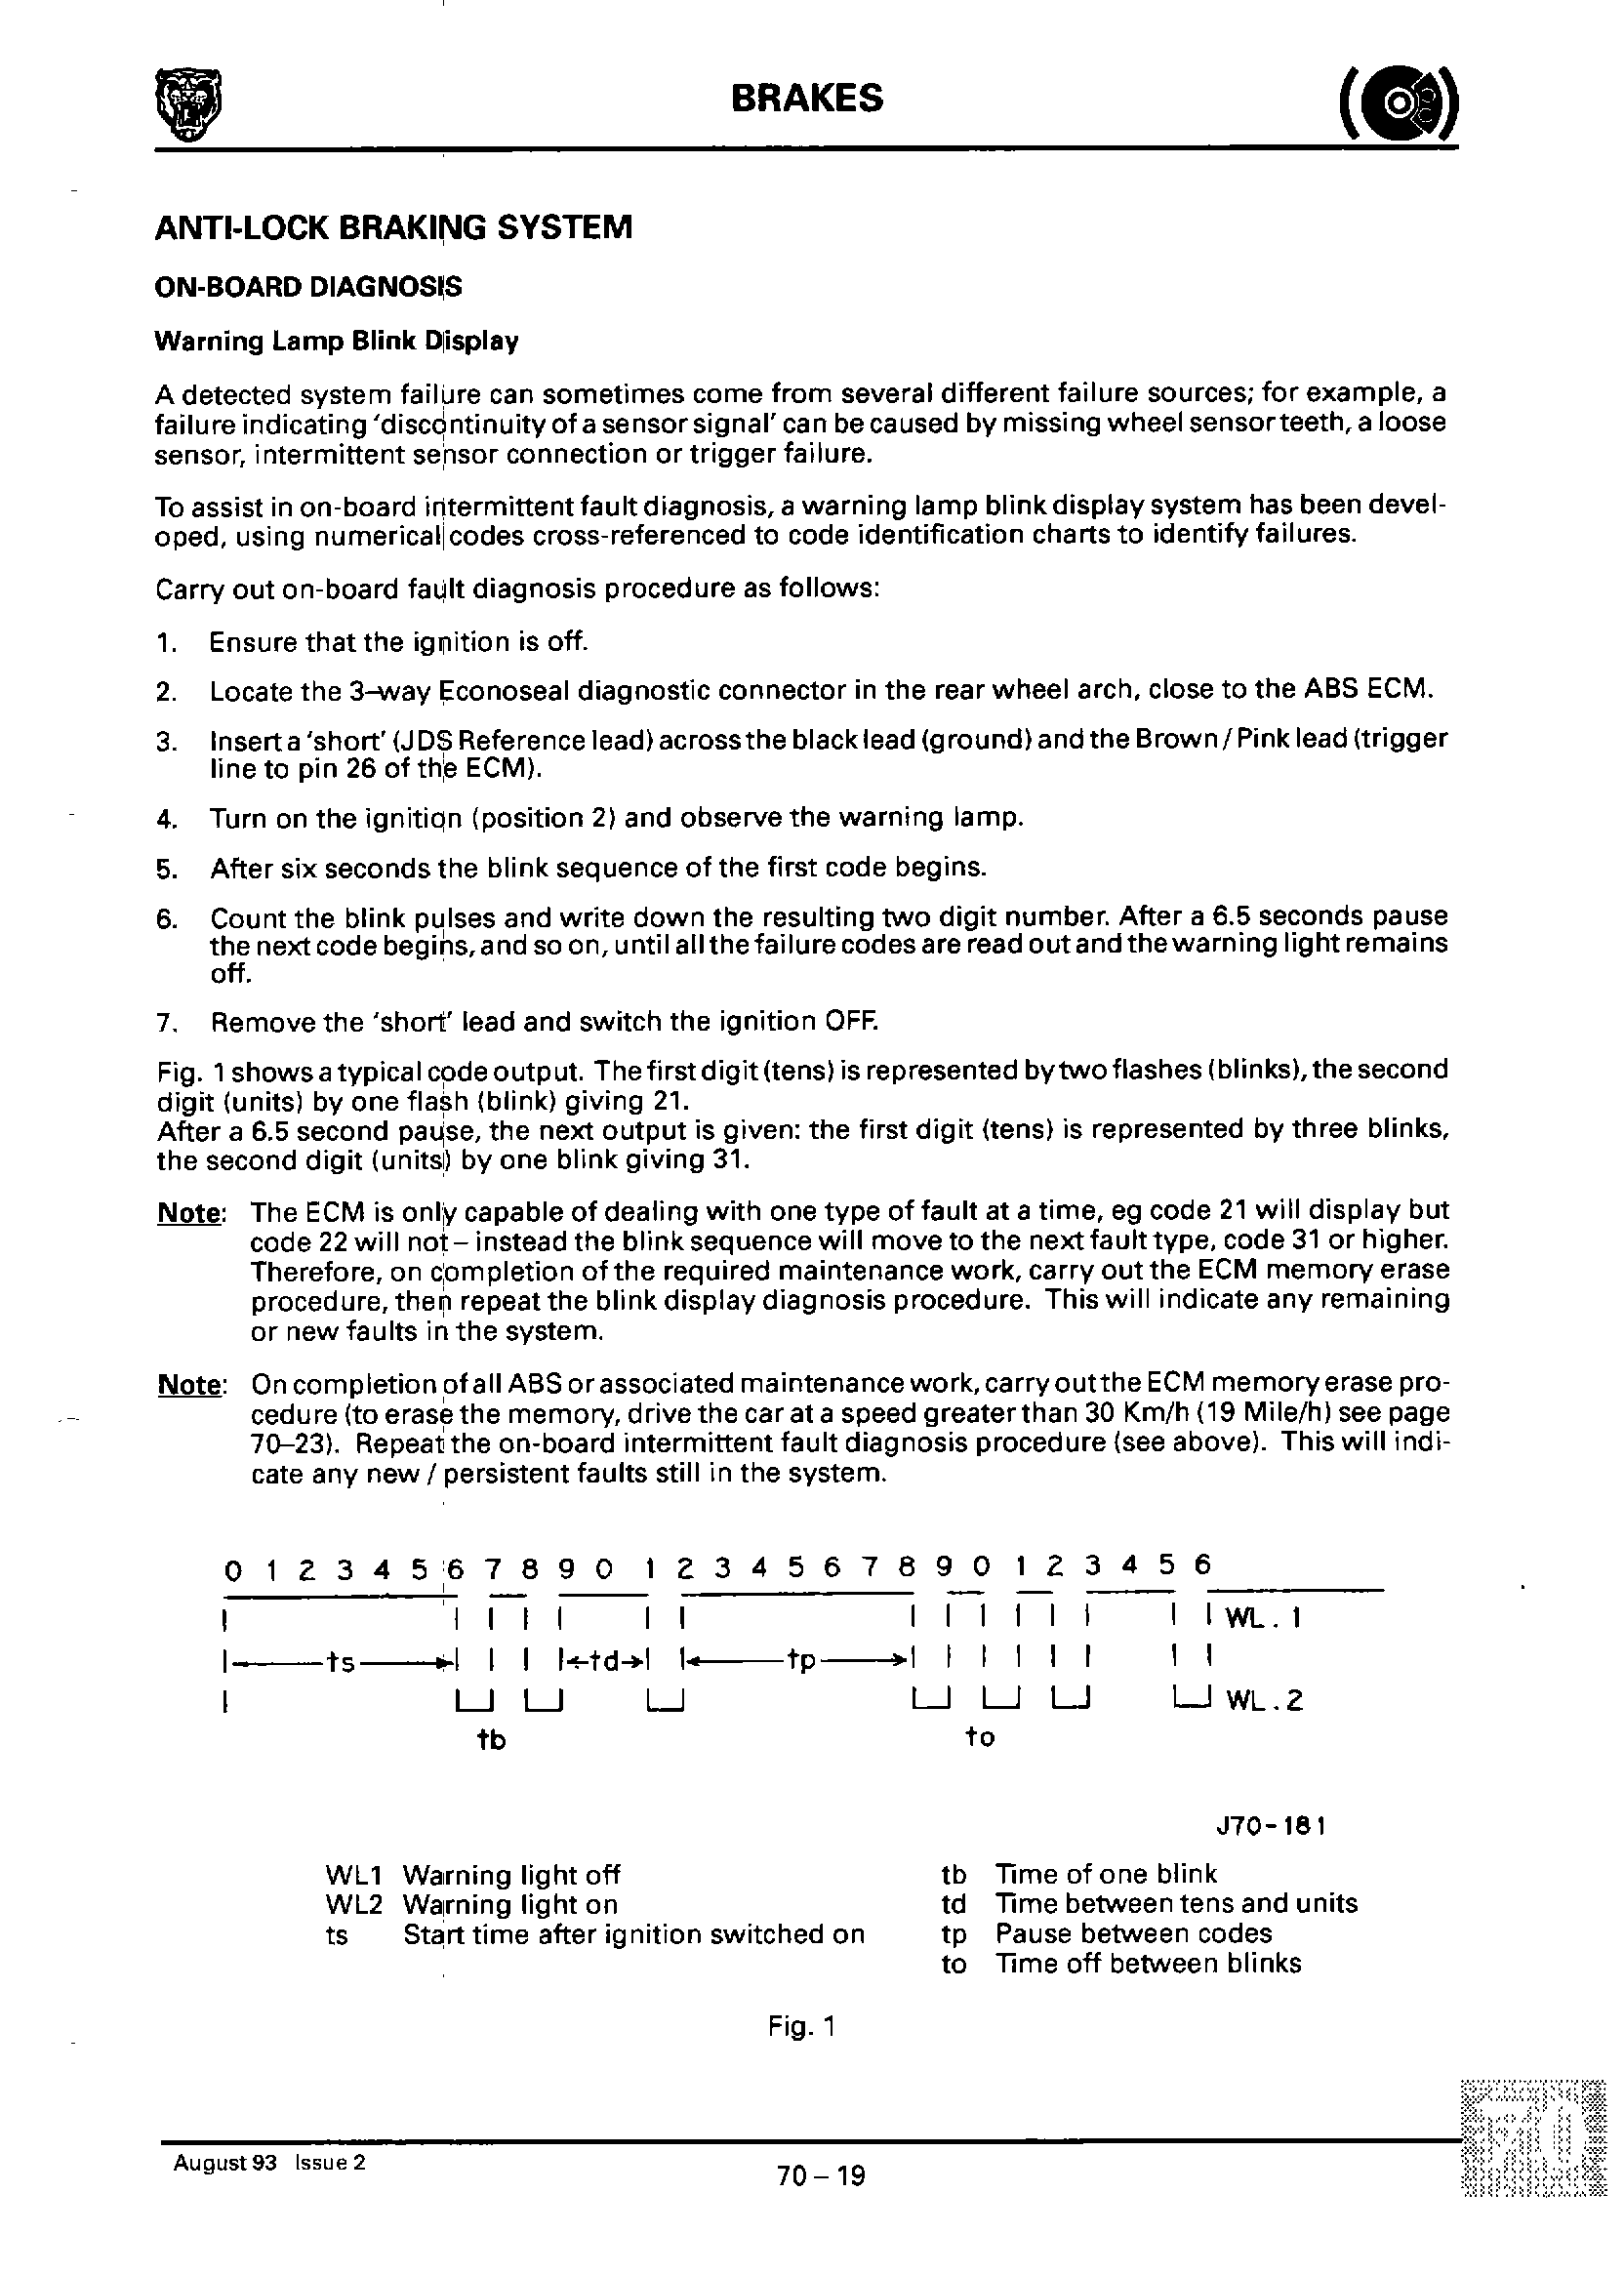 BRAKES
ANTI-LOCK BRAKING SYSTEM
ON-BOARD DIAGNOSIS
Warning Lamp Blink Display
A detected system failure can sometimes come from several different failure sources; for example, a
failure indicating 'discontinuity of a sensor signal' can be caused by missing wheel sensor teeth, a loose
sensor, intermittent sensor connection or trigger failure.
To assist in on-board intermittent fault diagnosis, a warning lamp blink display system has been devel-
oped, using numerical codes cross-referenced to code identification charts to identify failures.
Carry out on-board fault diagnosis procedure as follows:
1. Ensure that the ignition is off.
2. Locate the 3–way Econoseal diagnostic connector in the rear wheel arch, close to the ABS ECM.
3. Insert a 'short' (JDS Reference lead) across the black lead (ground) and the Brown / Pink lead (trigger
line to pin 26 of the ECM).
4. Turn on the ignition (position 2) and observe the warning lamp.
5. After six seconds the blink sequence of the first code begins.
6. Count the blink pulses and write down the resulting two digit number. After a 6.5 seconds pause
the next code begins, and so on, until all the failure codes are read out and the warning light remains
off.
7. Remove the 'short' lead and switch the ignition OFF.
Fig. 1 shows a typical code output. The first digit (tens) is represented by two flashes (blinks), the second
digit (units) by one flash (blink) giving 21.
After a 6.5 second pause, the next output is given: the first digit (tens) is represented by three blinks,
the second digit (units) by one blink giving 31.
Note: The ECM is only capable of dealing with one type of fault at a time, eg code 21 will display but
code 22 will not – instead the blink sequence will move to the next fault type, code 31 or higher.
Therefore, on completion of the required maintenance work, carry out the ECM memory erase
procedure, then repeat the blink display diagnosis procedure. This will indicate any remaining
or new faults in the system.
Note: On completion of all ABS or associated maintenance work, carry out the ECM memory erase pro-
cedure (to erase the memory, drive the car at a speed greater than 30 Km/h (19 Mile/h) see page
70–23). Repeat the on-board intermittent fault diagnosis procedure (see above). This will indi-
cate any new / persistent faults still in the system.
0 1 2 3 4 5 6 7 8 9 0 1 2 3 4 5 6 7 8 9 0 1 2 3 4 5 6
WL.1
ts td tp
WL.2
tb to
J70-181
WL1 Warning light off
WL2 Warning light on
ts Start time after ignition switched on
tb Time of one blink
td Time between tens and units
tp Pause between codes
to Time off between blinks
Fig. 1
70
August 93 Issue 2
70 – 19